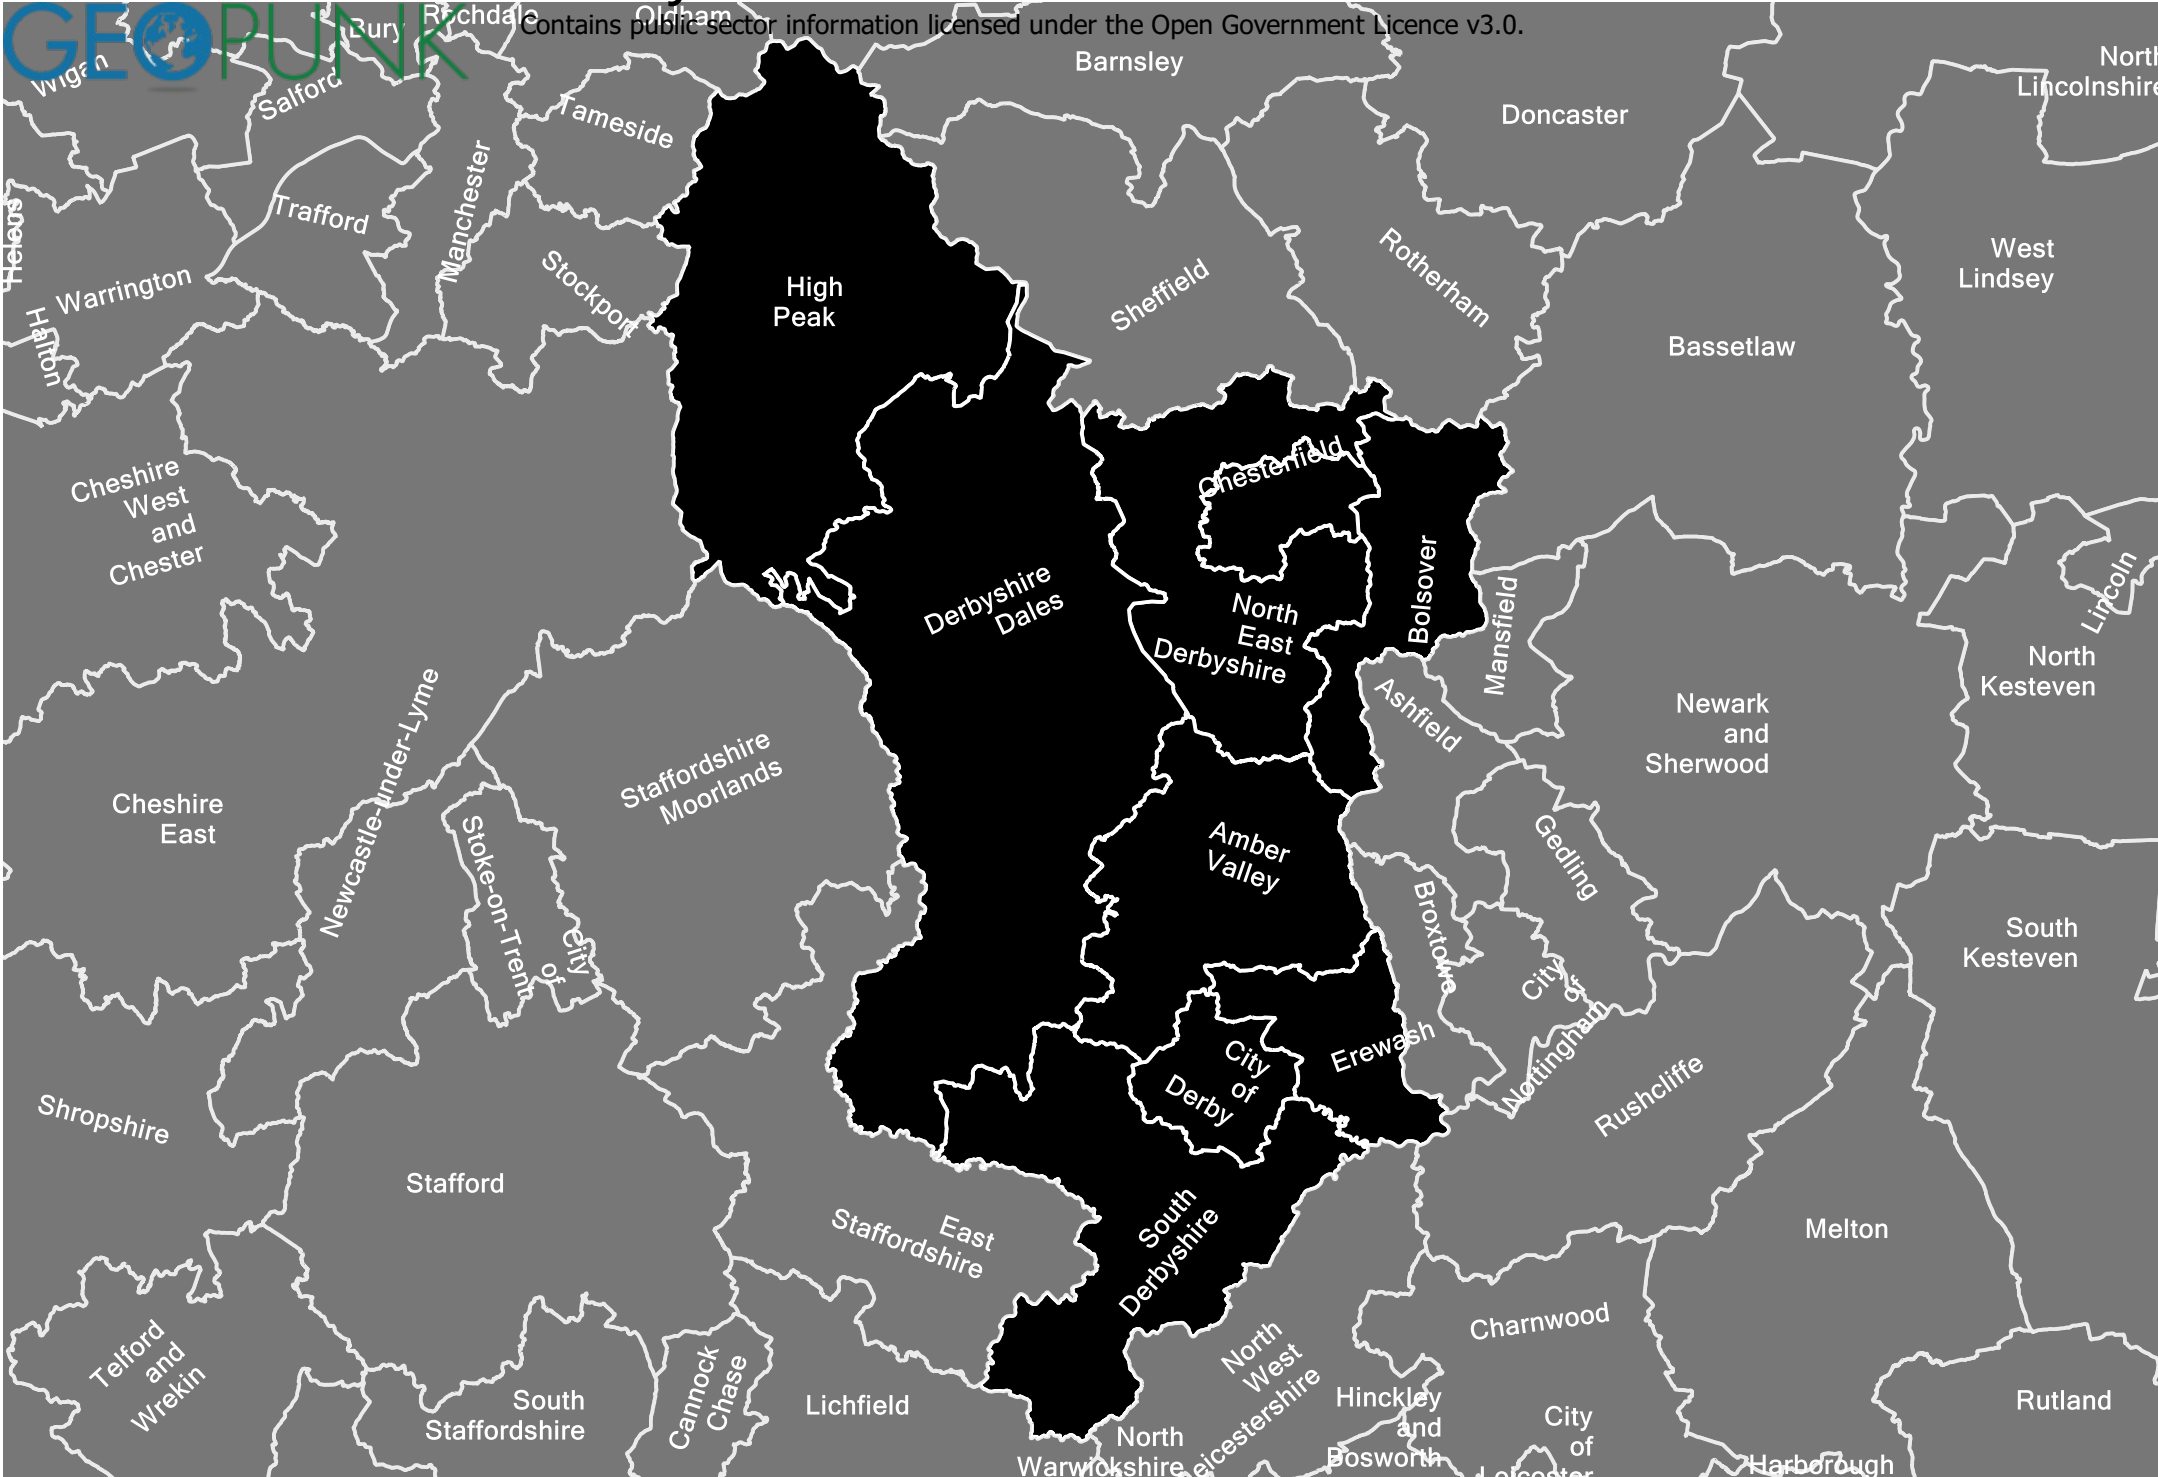 GEOPUNK
Contains public sector information licensed under the Open Government Licence v3.0.
Bury
Rochdale
Oldham
Wigan
Salford
Tameside
Barnsley
Doncaster
North
Lincolnshire
Helens
Trafford
Manchester
Stockport
Warrington
Halton
High
Peak
Sheffield
Rotherham
Bassetlaw
West
Lindsey
Cheshire
West
and
Chester
Chesterfield
Bolsover
Derbyshire
Dales
North
East
Derbyshire
Mansfield
Ashfield
Newark
and
Sherwood
Lincoln
North
Kesteven
Cheshire
East
Newcastle-under-Lyme
Staffordshire
Moorlands
City
of
Stoke-on-Trent
Amber
Valley
Broxtowe
Gedling
City
of
Nottingham
South
Kesteven
Shropshire
City
of
Derby
Erewash
Rushcliffe
Stafford
East
Staffordshire
South
Derbyshire
Melton
Telford
and
Wrekin
South
Staffordshire
Cannock
Chase
Lichfield
North
Warwickshire
North
West
Leicestershire
Charnwood
Hinckley
and
Bosworth
City
of
Leicester
Rutland
Harborough